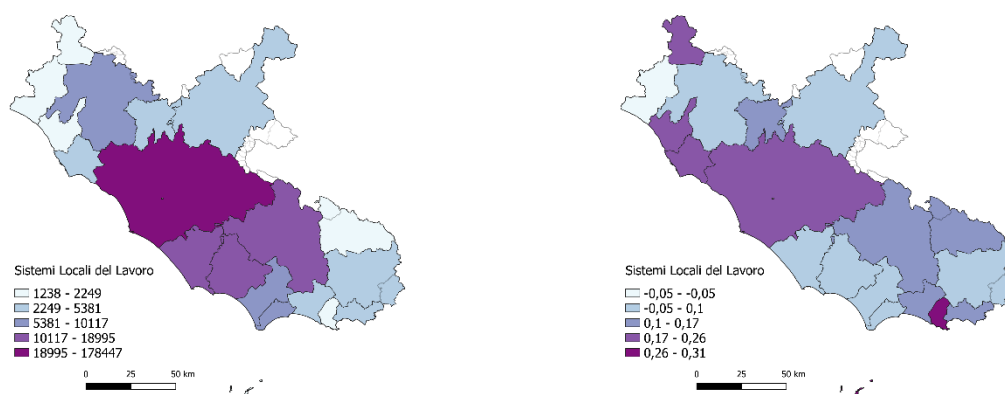 Sistemi Locali del Lavoro
1238 - 2249
2249 - 5381
5381 - 10117
10117 - 18995
18995 - 178447
0 25 50 km
Sistemi Locali del Lavoro
-0,05 - -0,05
-0,05 - 0,1
0,1 - 0,17
0,17 - 0,26
0,26 - 0,31
0 25 50 km